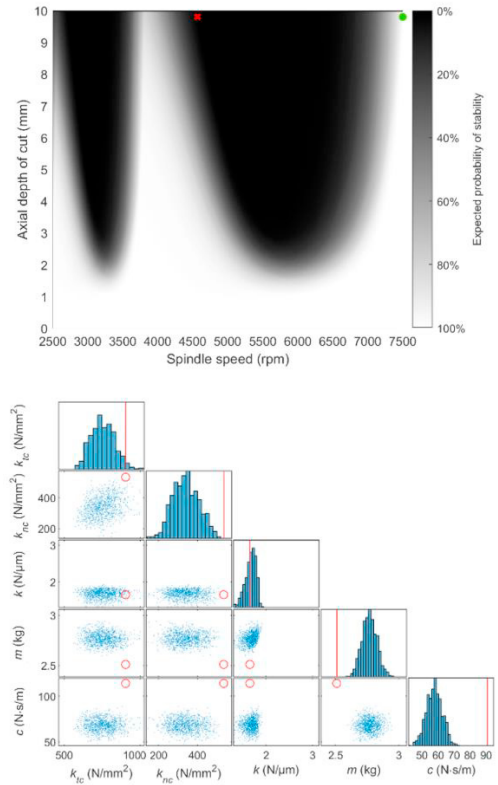 10
9
8
7
6
5
4
3
2
1
0
Axial depth of cut (mm)
2500 3000 3500 4000 4500 5000 5500 6000 6500 7000 7500
Spindle speed (rpm)
0%
20%
40%
60%
80%
100%
Expected probability of stability
k_tc (N/mm²)
k_nc (N/mm²)
400
200
k (N/μm)
3
2
m (kg)
3
2.5
c (N·s/m)
100
50
500 1000
200 400
2 3
2.5 3
50 60 70 80 90
k_tc (N/mm²)
k_nc (N/mm²)
k (N/μm)
m (kg)
c (N·s/m)